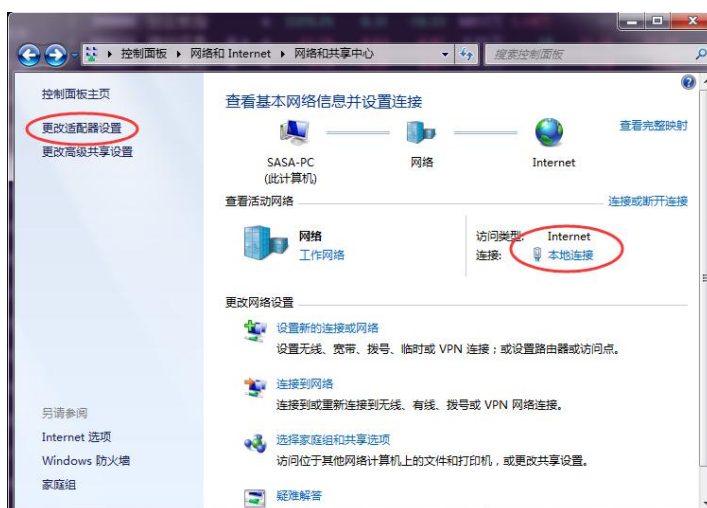 控制面板 ▸ 网络和 Internet ▸ 网络和共享中心
搜索控制面板
控制面板主页
更改适配器设置
更改高级共享设置
查看基本网络信息并设置连接
查看完整映射
SASA-PC
(此计算机)
网络
Internet
查看活动网络
连接或断开连接
网络
工作网络
访问类型: Internet
连接: 本地连接
更改网络设置
设置新的连接或网络
设置无线、宽带、拨号、临时或 VPN 连接；或设置路由器或访问点。
连接到网络
连接到或重新连接到无线、有线、拨号或 VPN 网络连接。
选择家庭组和共享选项
访问位于其他网络计算机上的文件和打印机，或更改共享设置。
疑难解答
另请参阅
Internet 选项
Windows 防火墙
家庭组